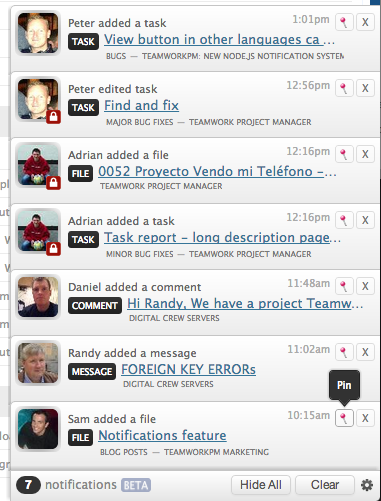 Peter added a task 1:01pm X
TASK View button in other languages ca ...
BUGS — TEAMWORKPM: NEW NODE.JS NOTIFICATION SYSTEM
Peter edited task 12:56pm X
TASK Find and fix
MAJOR BUG FIXES — TEAMWORK PROJECT MANAGER
Adrian added a file 12:16pm X
FILE 0052 Proyecto Vendo mi Teléfono –...
TEAMWORK PROJECT MANAGER
Adrian added a task 12:16pm X
TASK Task report – long description page...
MINOR BUG FIXES — TEAMWORK PROJECT MANAGER
Daniel added a comment 11:48am X
COMMENT Hi Randy, We have a project Teamw...
DIGITAL CREW SERVERS
Randy added a message 11:02am X
MESSAGE FOREIGN KEY ERRORs
DIGITAL CREW SERVERS
Pin
Sam added a file 10:15am X
FILE Notifications feature
BLOG POSTS — TEAMWORKPM MARKETING
7 notifications BETA Hide All Clear